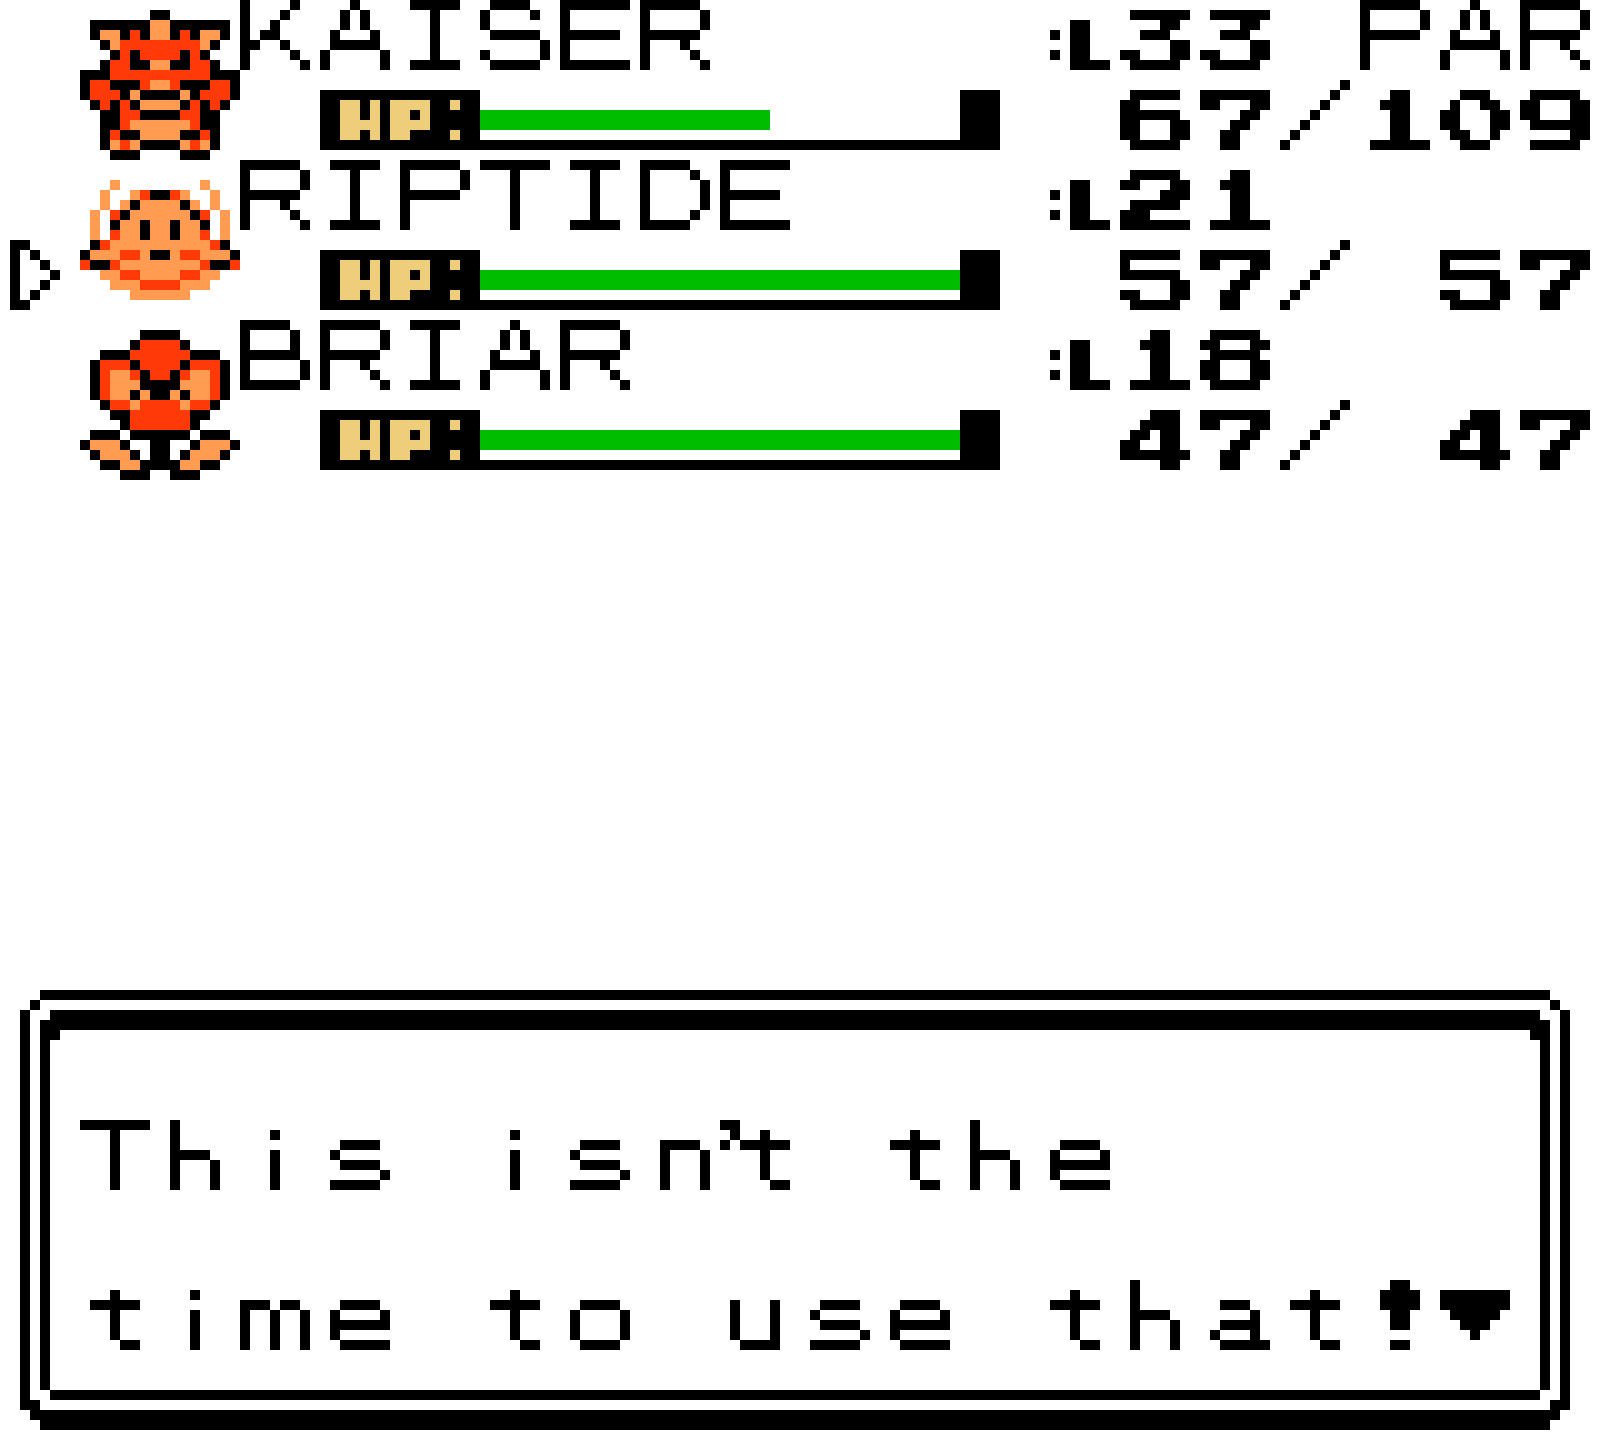 KAISER :L33 PAR
HP: 67/109
RIPTIDE :L21
HP: 57/ 57
BRIAR :L18
HP: 47/ 47
This isn't the
time to use that!